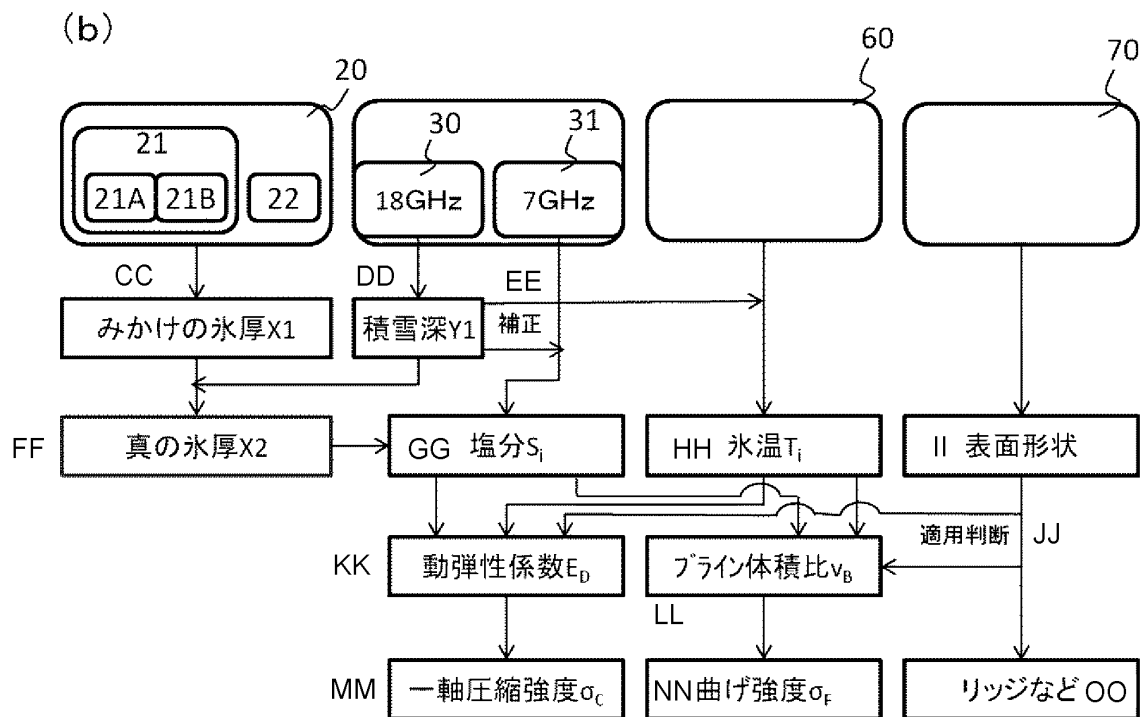 (b)
20
60
70
21
21A 21B 22
30
18GHz
31
7GHz
CC
DD
EE
みかけの氷厚X1
積雪深Y1
補正
FF
真の氷厚X2
GG 塩分Si
HH 氷温Ti
II 表面形状
適用判断
JJ
KK
動弾性係数ED
ブライン体積比vB
LL
MM
一軸圧縮強度σC
NN曲げ強度σF
リッジなど OO